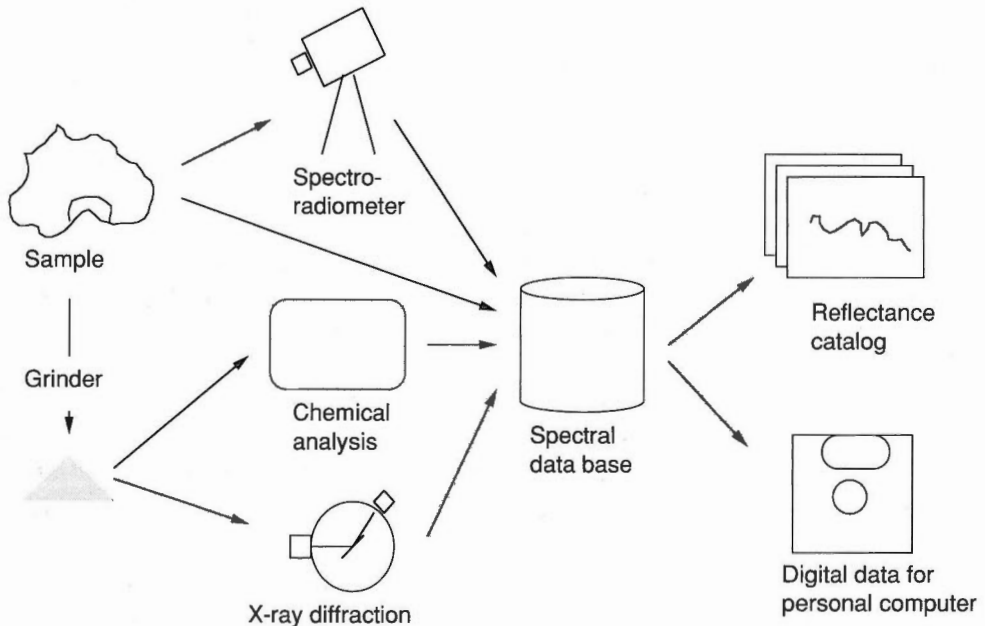 Spectro-
radiometer
Sample
Grinder
Chemical
analysis
X-ray diffraction
Spectral
data base
Reflectance
catalog
Digital data for
personal computer